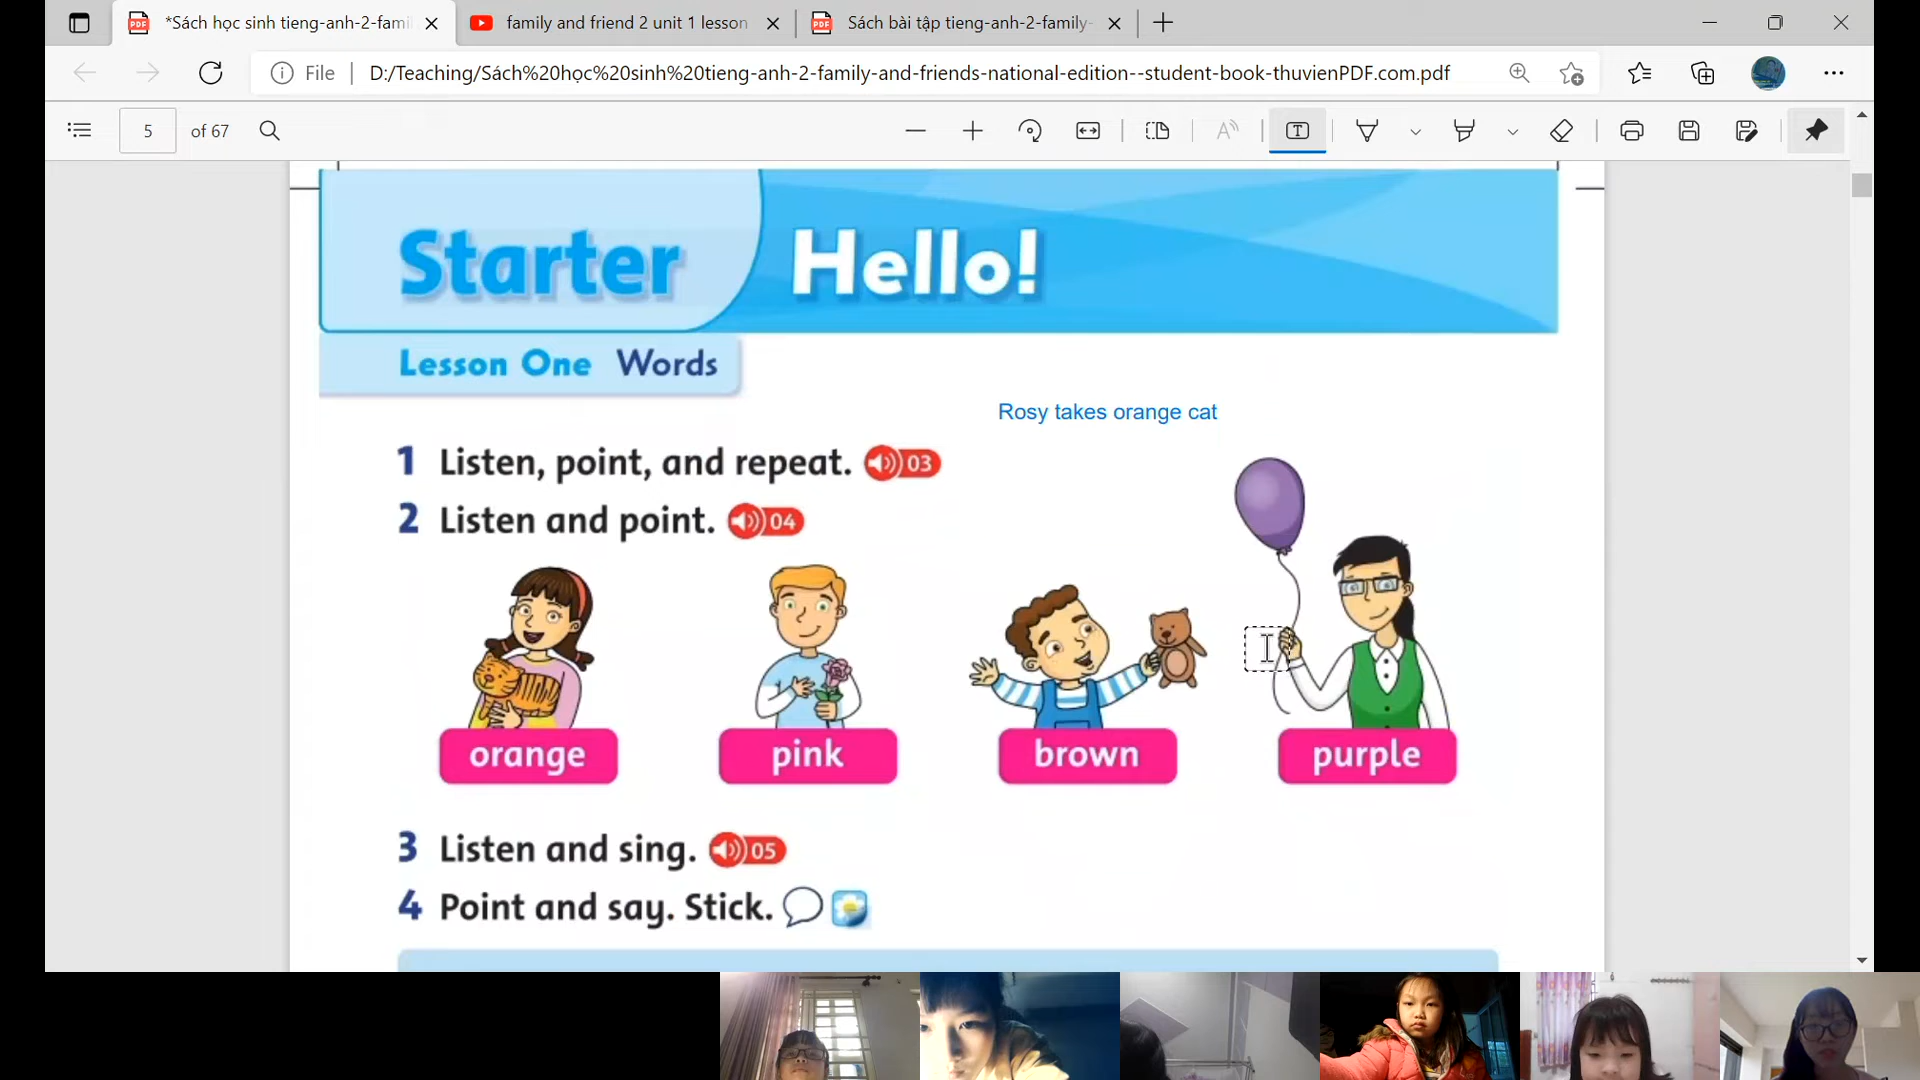 *Sách học sinh tieng-anh-2-fami
family and friend 2 unit 1 lesson
Sách bài tập tieng-anh-2-family-
File
D:/Teaching/Sách%20học%20sinh%20tieng-anh-2-family-and-friends-national-edition--student-book-thuvienPDF.com.pdf
5 of 67
Starter Hello!
Lesson One Words
Rosy takes orange cat
1 Listen, point, and repeat. 03
2 Listen and point. 04
orange pink brown purple
3 Listen and sing. 05
4 Point and say. Stick.